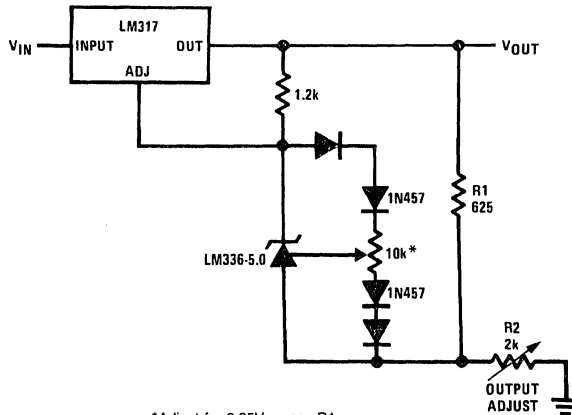 LM317
VIN
INPUT
OUT
VOUT
ADJ
1.2k
1N457
R1
625
LM336-5.0
10k*
1N457
R2
2k
OUTPUT
ADJUST